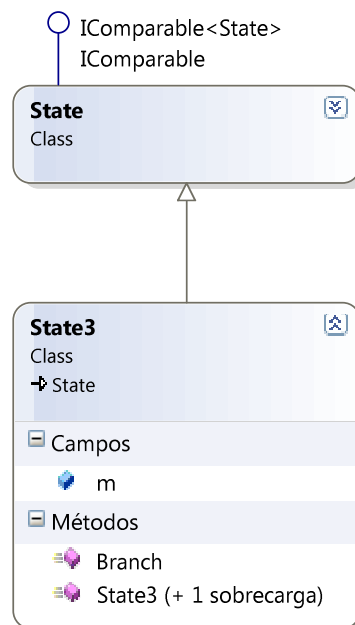 IComparable<State>
IComparable
State
Class
State3
Class
State
Campos
m
Métodos
Branch
State3 (+ 1 sobrecarga)